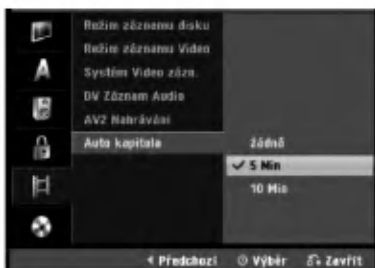 Režim záznamu disku
Režim záznamu Video
Systém Video zázn.
DV Záznam Audio
AV2 Nahrávání
Auto kapitola
žádně
✓ 5 Min
10 Min
Předchozí Výběr Zavřít